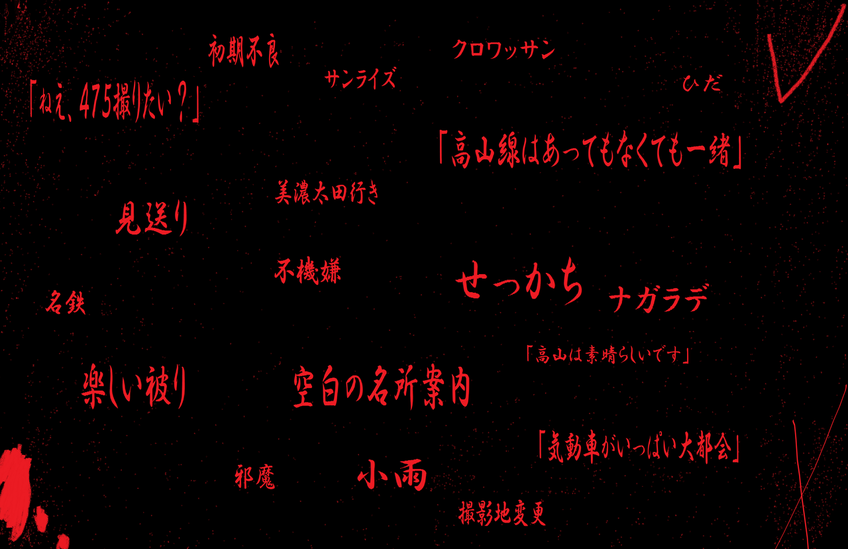 初期不良
クロワッサン
サンライズ
ひだ
「ねえ、475撮りたい？」
「高山線はあってもなくても一緒」
美濃太田行き
見送り
不機嫌
せっかち
ナガラデ
名鉄
「高山は素晴らしいです」
楽しい被り
空白の名所案内
「気動車がいっぱい大都会」
邪魔
小雨
撮影地変更